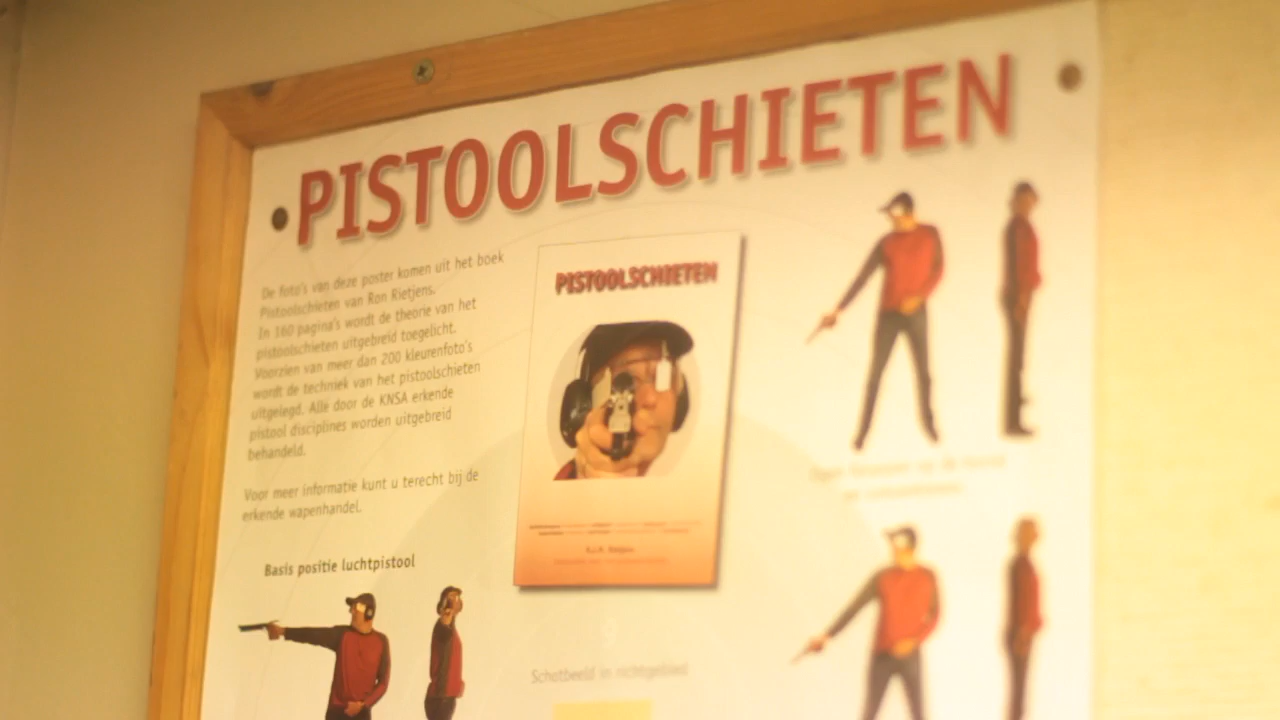 PISTOOLSCHIETEN
De foto's van deze poster komen uit het boek
Pistoolschieten van Ron Rietjens.
In 160 pagina's wordt de theorie van het
pistoolschieten uitgebreid toegelicht.
Voorzien van meer dan 200 kleurenfoto's
wordt de techniek van het pistoolschieten
uitgelegd. Alle door de KNSA erkende
pistool disciplines worden uitgebreid
behandeld.
Voor meer informatie kunt u terecht bij de
erkende wapenhandel.
PISTOOLSCHIETEN
Basis positie luchtpistool
Schotbeeld in richtgebied